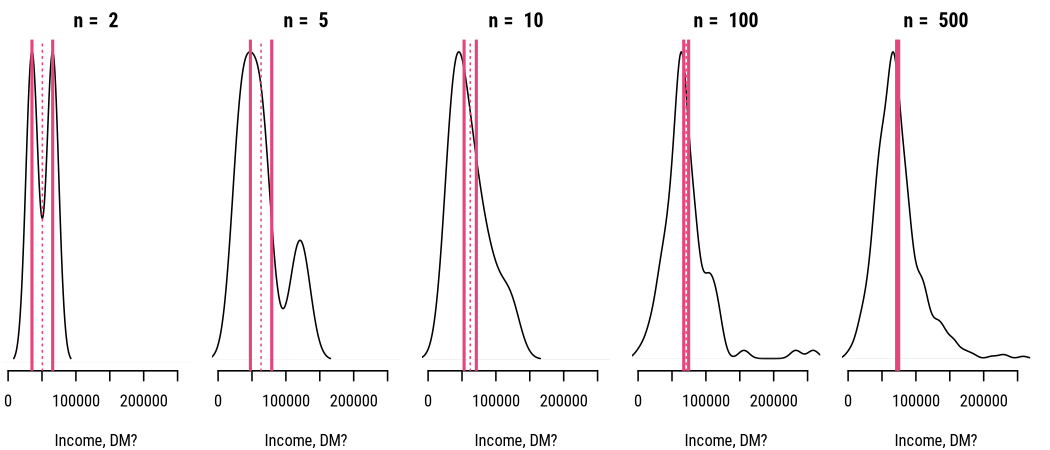 n = 2
n = 5
n = 10
n = 100
n = 500
0 100000 200000
0 100000 200000
0 100000 200000
0 100000 200000
0 100000 200000
Income, DM?
Income, DM?
Income, DM?
Income, DM?
Income, DM?